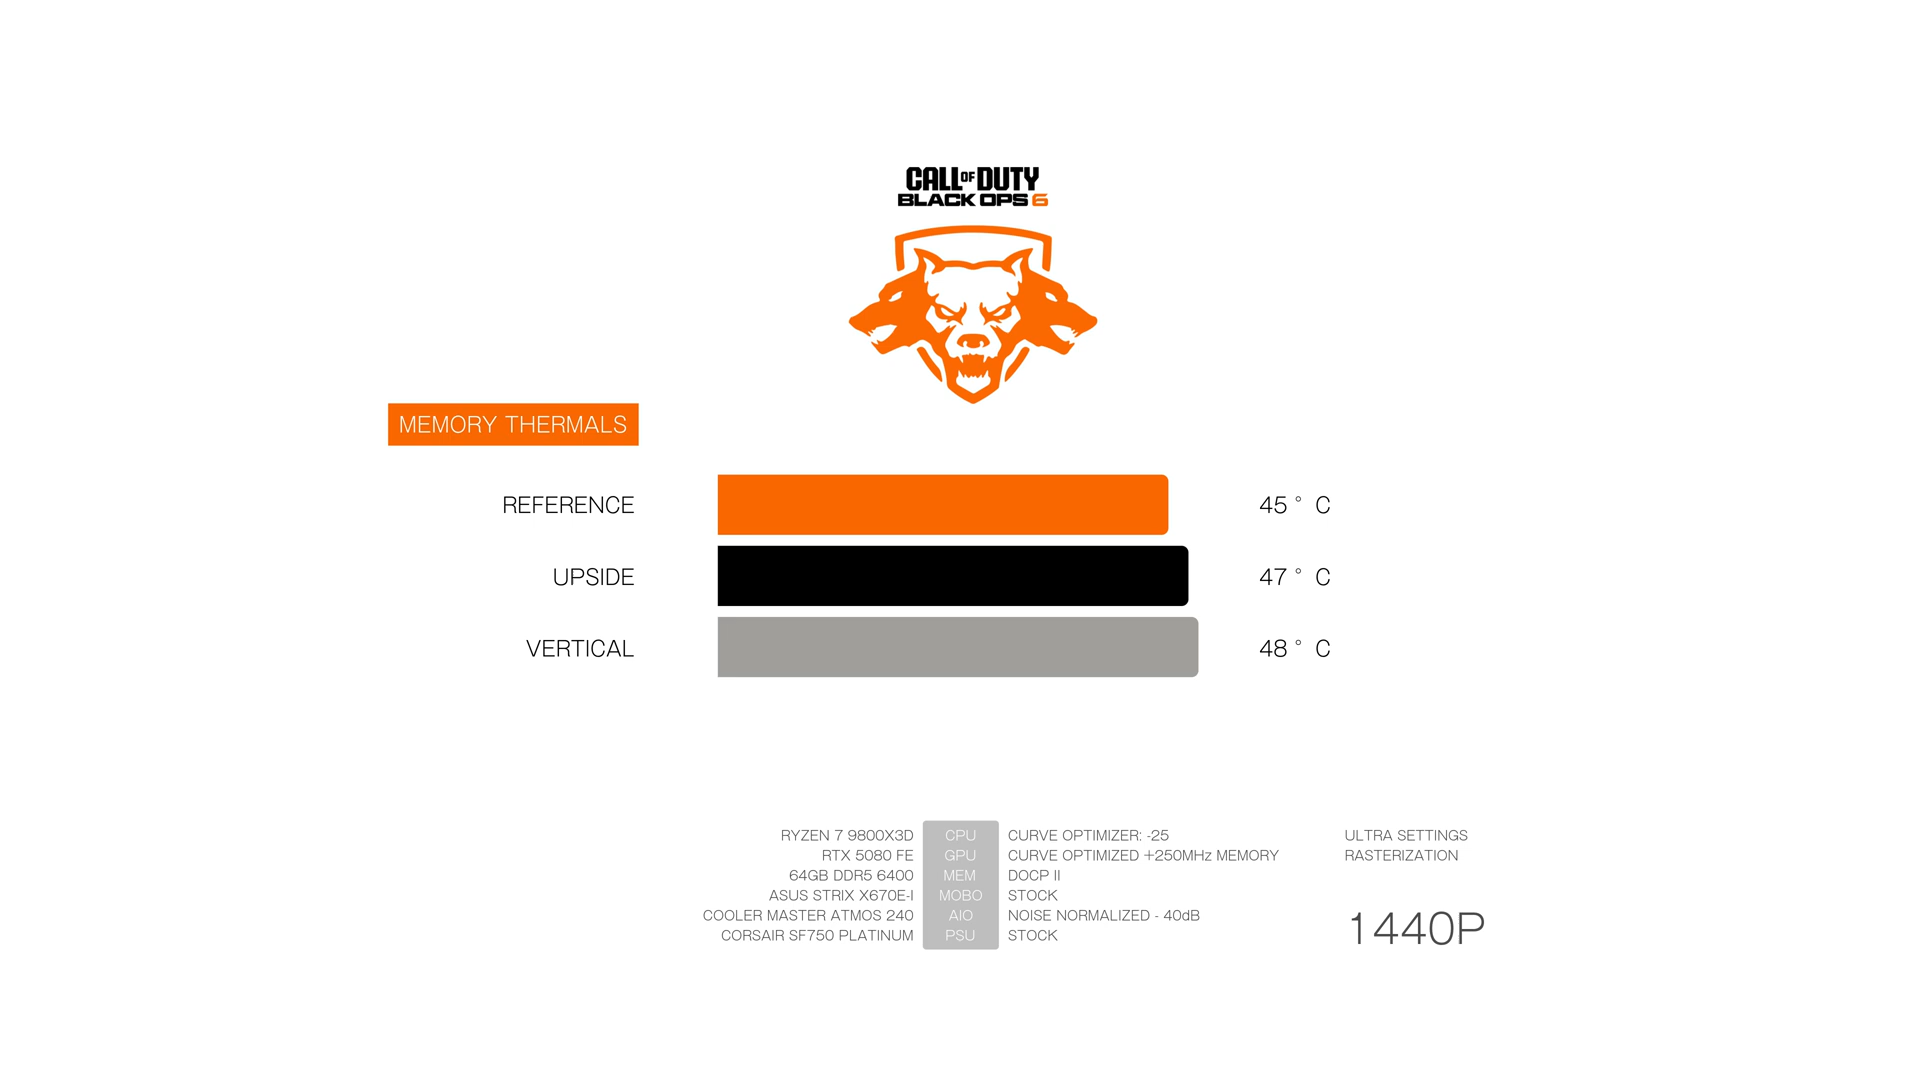 CALL OF DUTY
BLACK OPS 6
MEMORY THERMALS
REFERENCE 45° C
UPSIDE 47° C
VERTICAL 48° C
RYZEN 7 9800X3D CPU CURVE OPTIMIZER: -25 ULTRA SETTINGS
RTX 5080 FE GPU CURVE OPTIMIZED +250MHz MEMORY RASTERIZATION
64GB DDR5 6400 MEM DOCP II
ASUS STRIX X670E-I MOBO STOCK
COOLER MASTER ATMOS 240 AIO NOISE NORMALIZED - 40dB
CORSAIR SF750 PLATINUM PSU STOCK
1440P